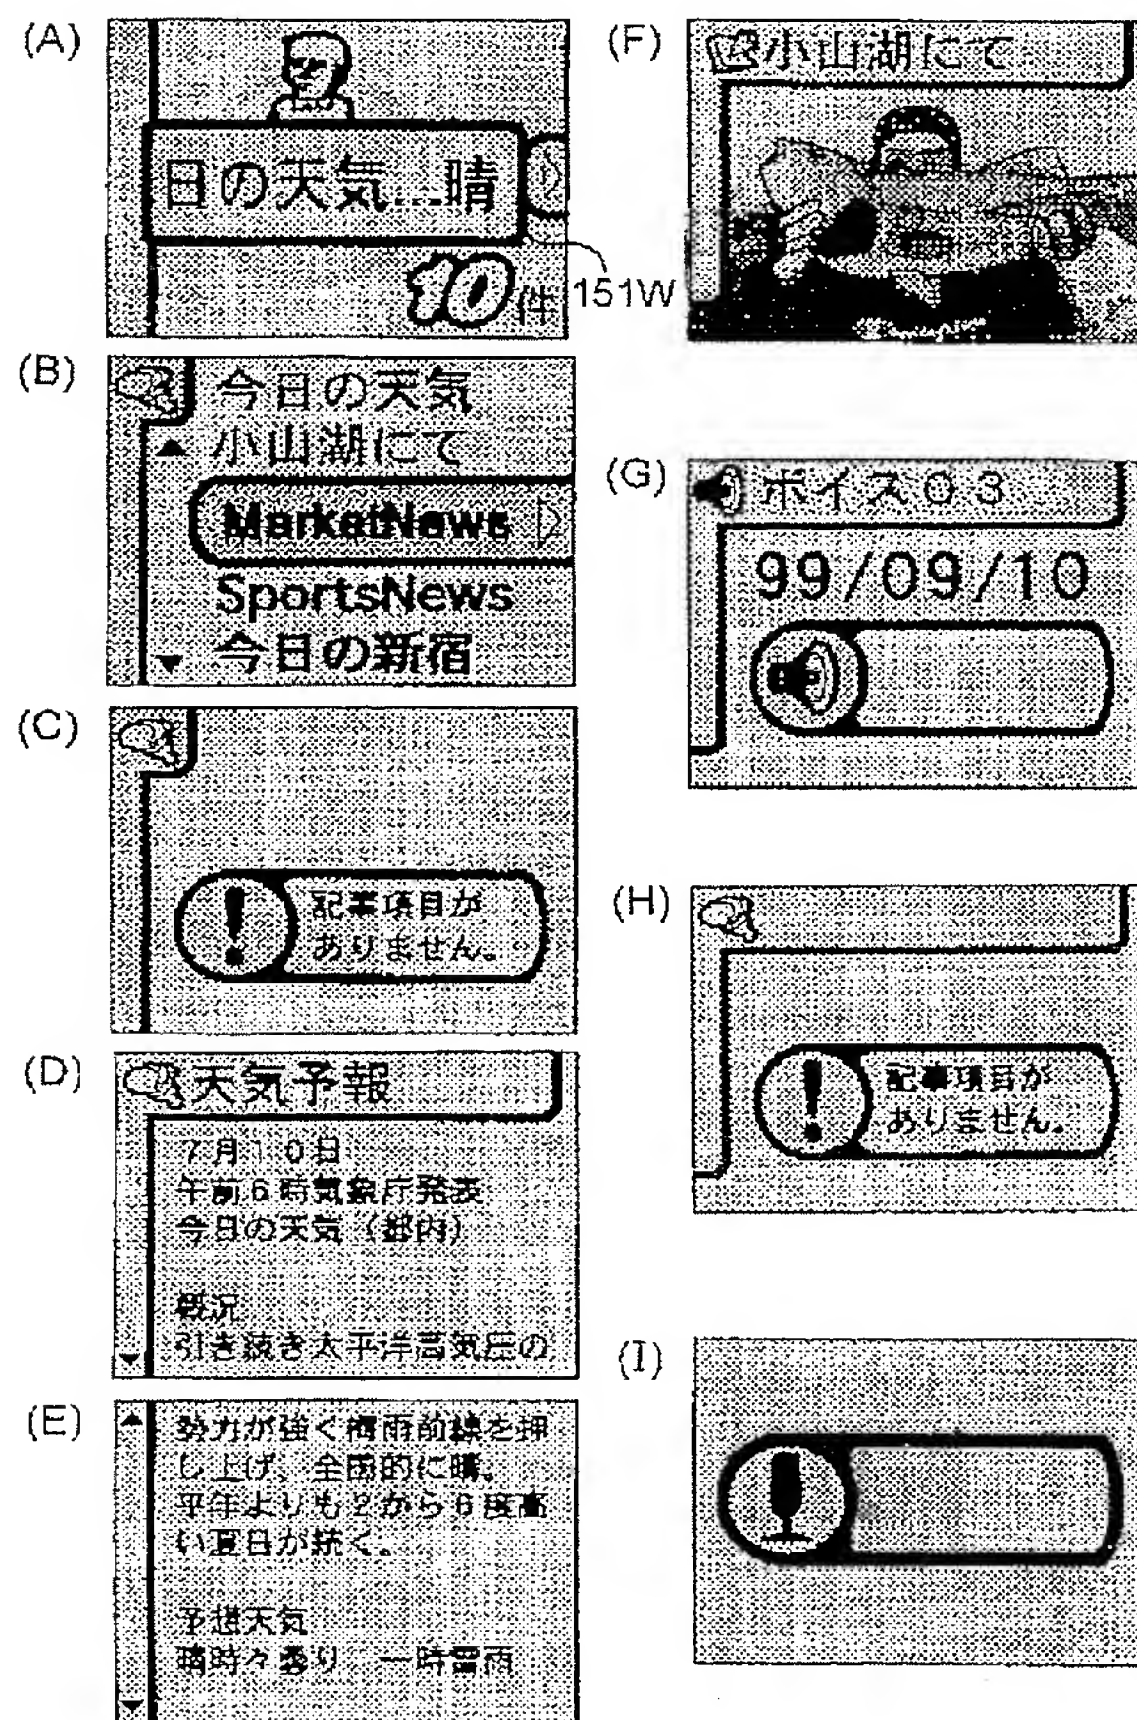 (A)
日の天気...晴
10件
151W
(B)
今日の天気
小山湖にて
MarketNews
SportsNews
今日の新宿
(C)
記事項目が
ありません。
(D)
天気予報
7月10日
午前6時気象庁発表
今日の天気(都内)
概況
引き続き太平洋高気圧の
(E)
勢力が強く梅雨前線を押
し上げ、全国的に晴。
平年よりも2から6度高
い夏日が続く。
予想天気
晴時々曇り 一時雷雨
(F)
小山湖にて
(G)
ボイス03
99/09/10
(H)
記事項目が
ありません。
(I)